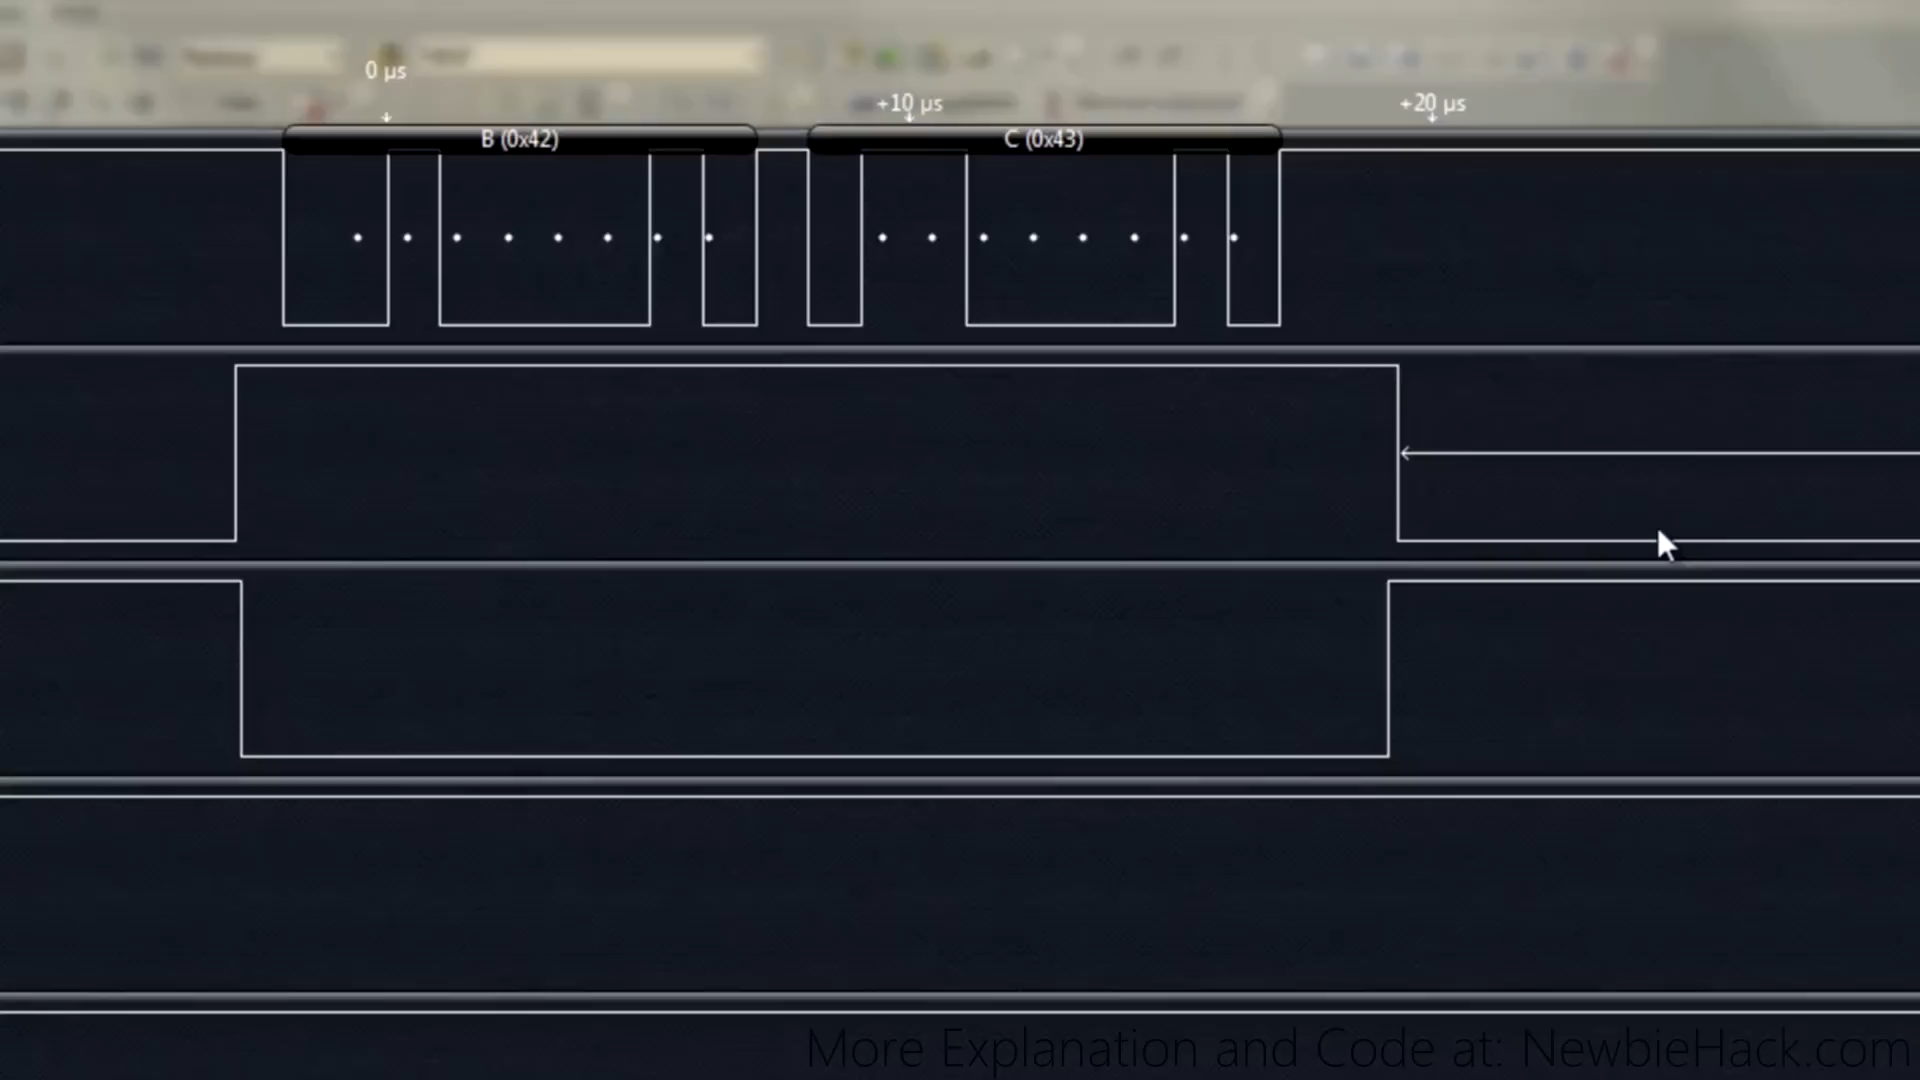 0 µs
+10 µs
+20 µs
B (0x42)
C (0x43)
More Explanation and Code at: NewbieHack.com